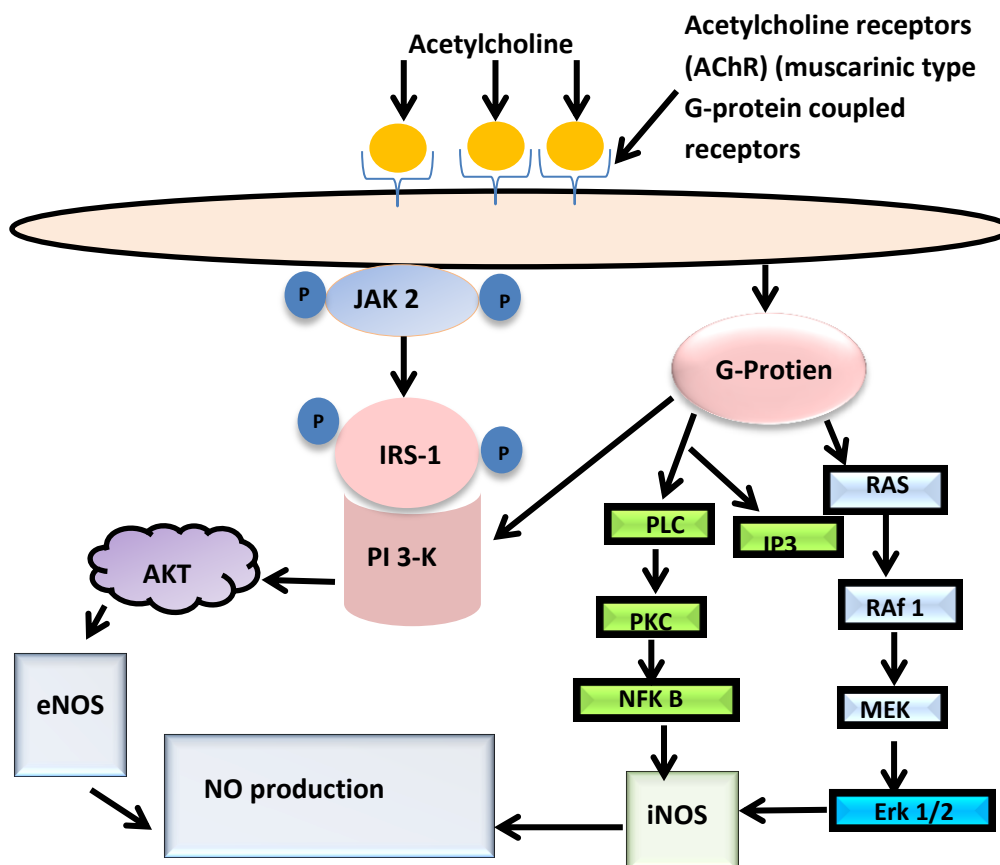 Acetylcholine
Acetylcholine receptors
(AChR) (muscarinic type
G-protein coupled
receptors
P
JAK 2
P
G-Protien
P
IRS-1
P
RAS
PLC
IP3
PI 3-K
AKT
RAf 1
PKC
eNOS
NFK B
MEK
NO production
iNOS
Erk 1/2